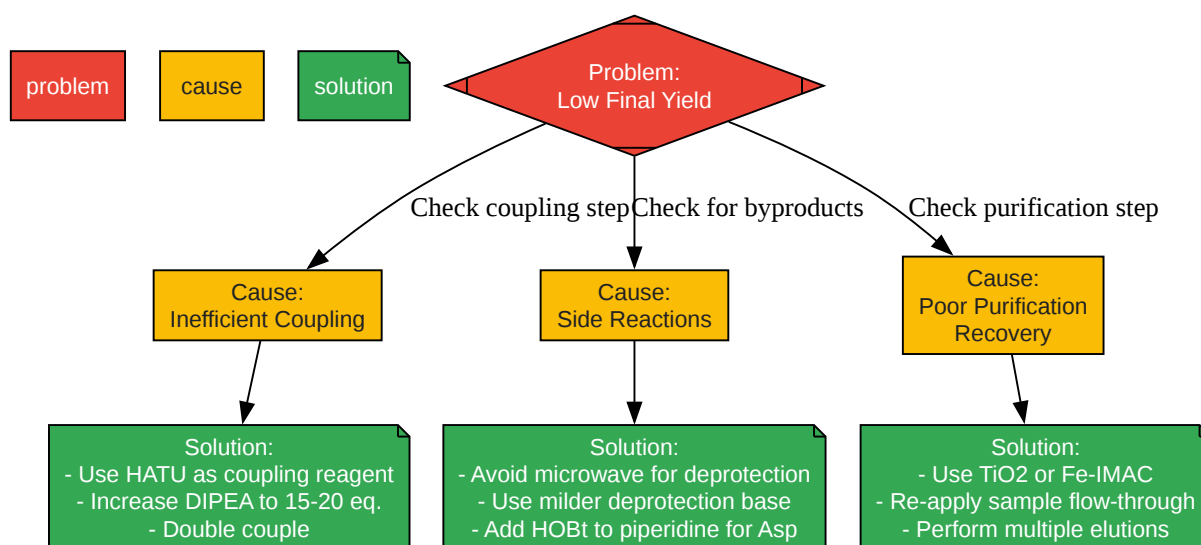 problem
cause
solution
Problem:
Low Final Yield
Check coupling step
Check for byproducts
Check purification step
Cause:
Inefficient Coupling
Cause:
Side Reactions
Cause:
Poor Purification
Recovery
Solution:
- Use HATU as coupling reagent
- Increase DIPEA to 15-20 eq.
- Double couple
Solution:
- Avoid microwave for deprotection
- Use milder deprotection base
- Add HOBt to piperidine for Asp
Solution:
- Use TiO2 or Fe-IMAC
- Re-apply sample flow-through
- Perform multiple elutions